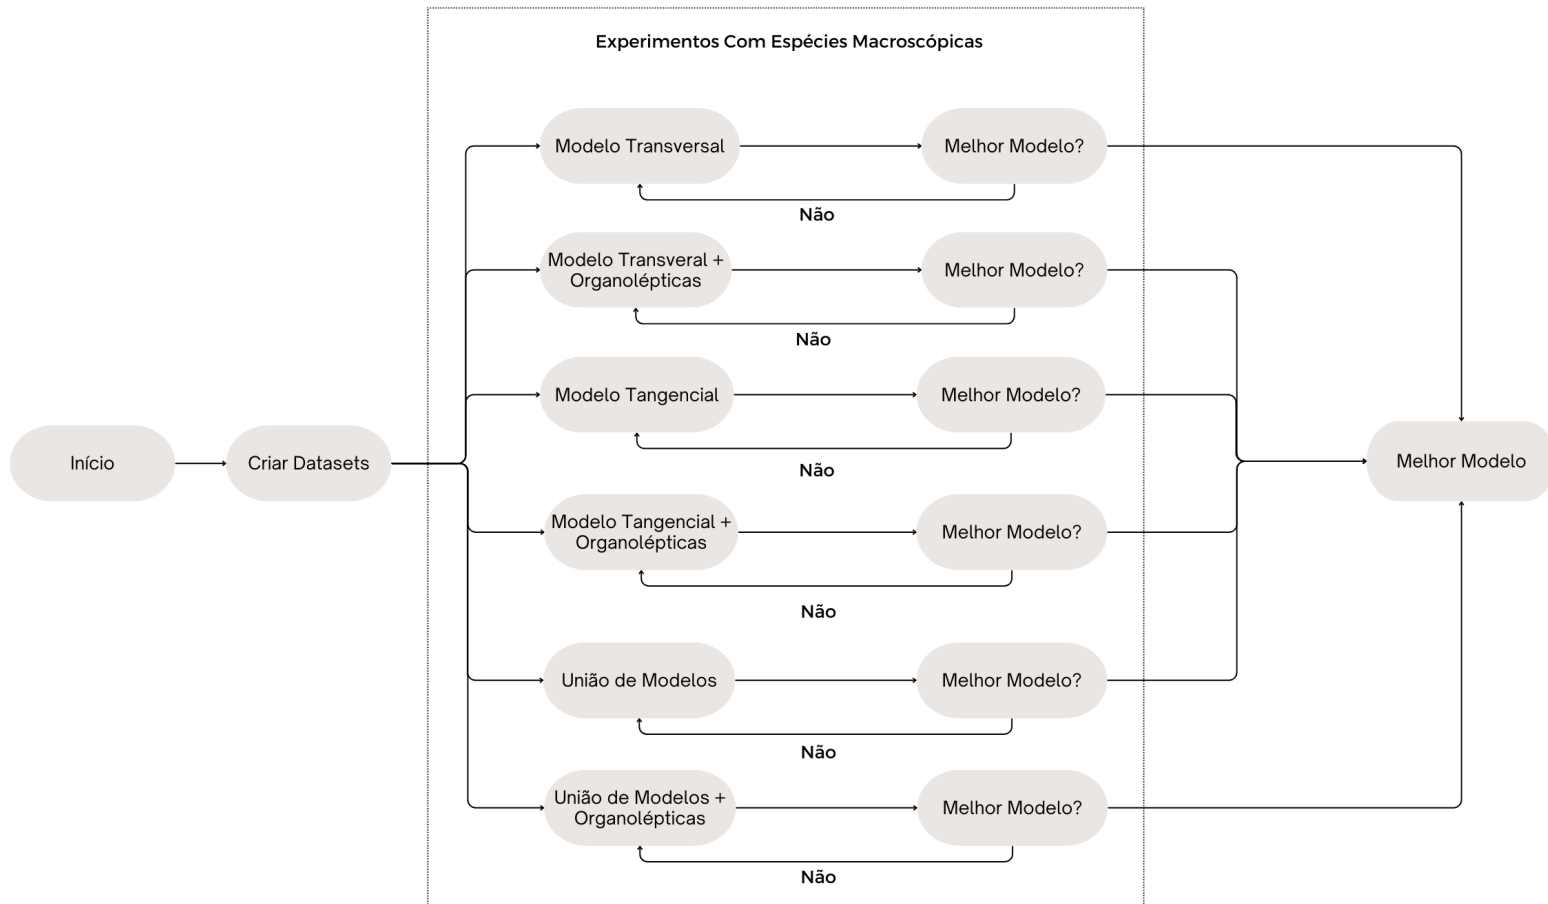 Experimentos Com Espécies Macroscópicas
Modelo Transversal
Melhor Modelo?
Não
Modelo Transveral +
Organolépticas
Melhor Modelo?
Não
Modelo Tangencial
Melhor Modelo?
Não
Início
Criar Datasets
Melhor Modelo
Modelo Tangencial +
Organolépticas
Melhor Modelo?
Não
União de Modelos
Melhor Modelo?
Não
União de Modelos +
Organolépticas
Melhor Modelo?
Não